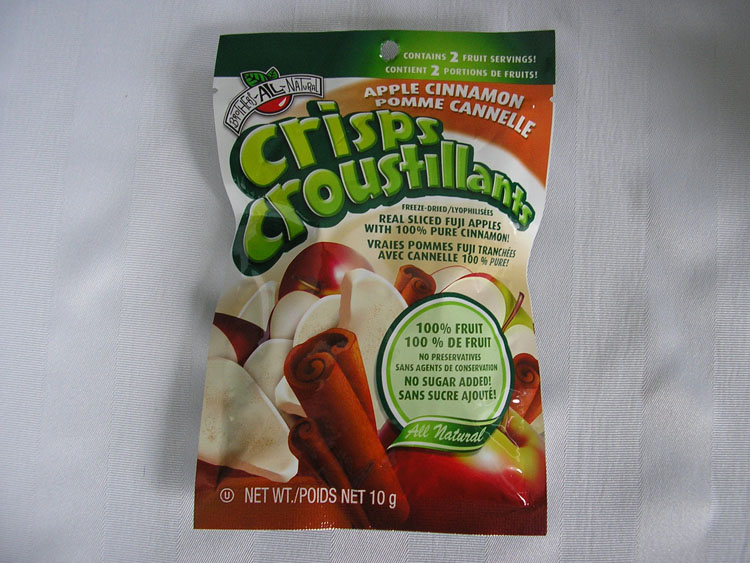 CONTAINS 2 FRUIT SERVINGS!
CONTIENT 2 PORTIONS DE FRUITS!
BROTHERS-ALL-NATURAL
APPLE CINNAMON
POMME CANNELLE
crisps
croustillants
FREEZE-DRIED/LYOPHILISÉES
REAL SLICED FUJI APPLES
WITH 100% PURE CINNAMON!
VRAIES POMMES FUJI TRANCHÉES
AVEC CANNELLE 100 % PURE!
100% FRUIT
100 % DE FRUIT
NO PRESERVATIVES
SANS AGENTS DE CONSERVATION
NO SUGAR ADDED!
SANS SUCRE AJOUTÉ!
All Natural
U NET WT./POIDS NET 10 g